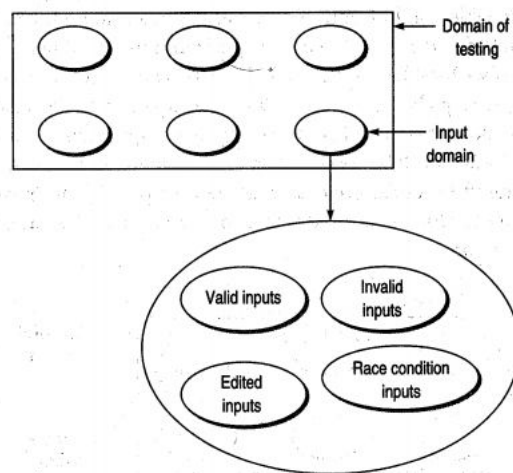 Domain of
testing
Input
domain
Valid inputs
Invalid
inputs
Edited
inputs
Race condition
inputs